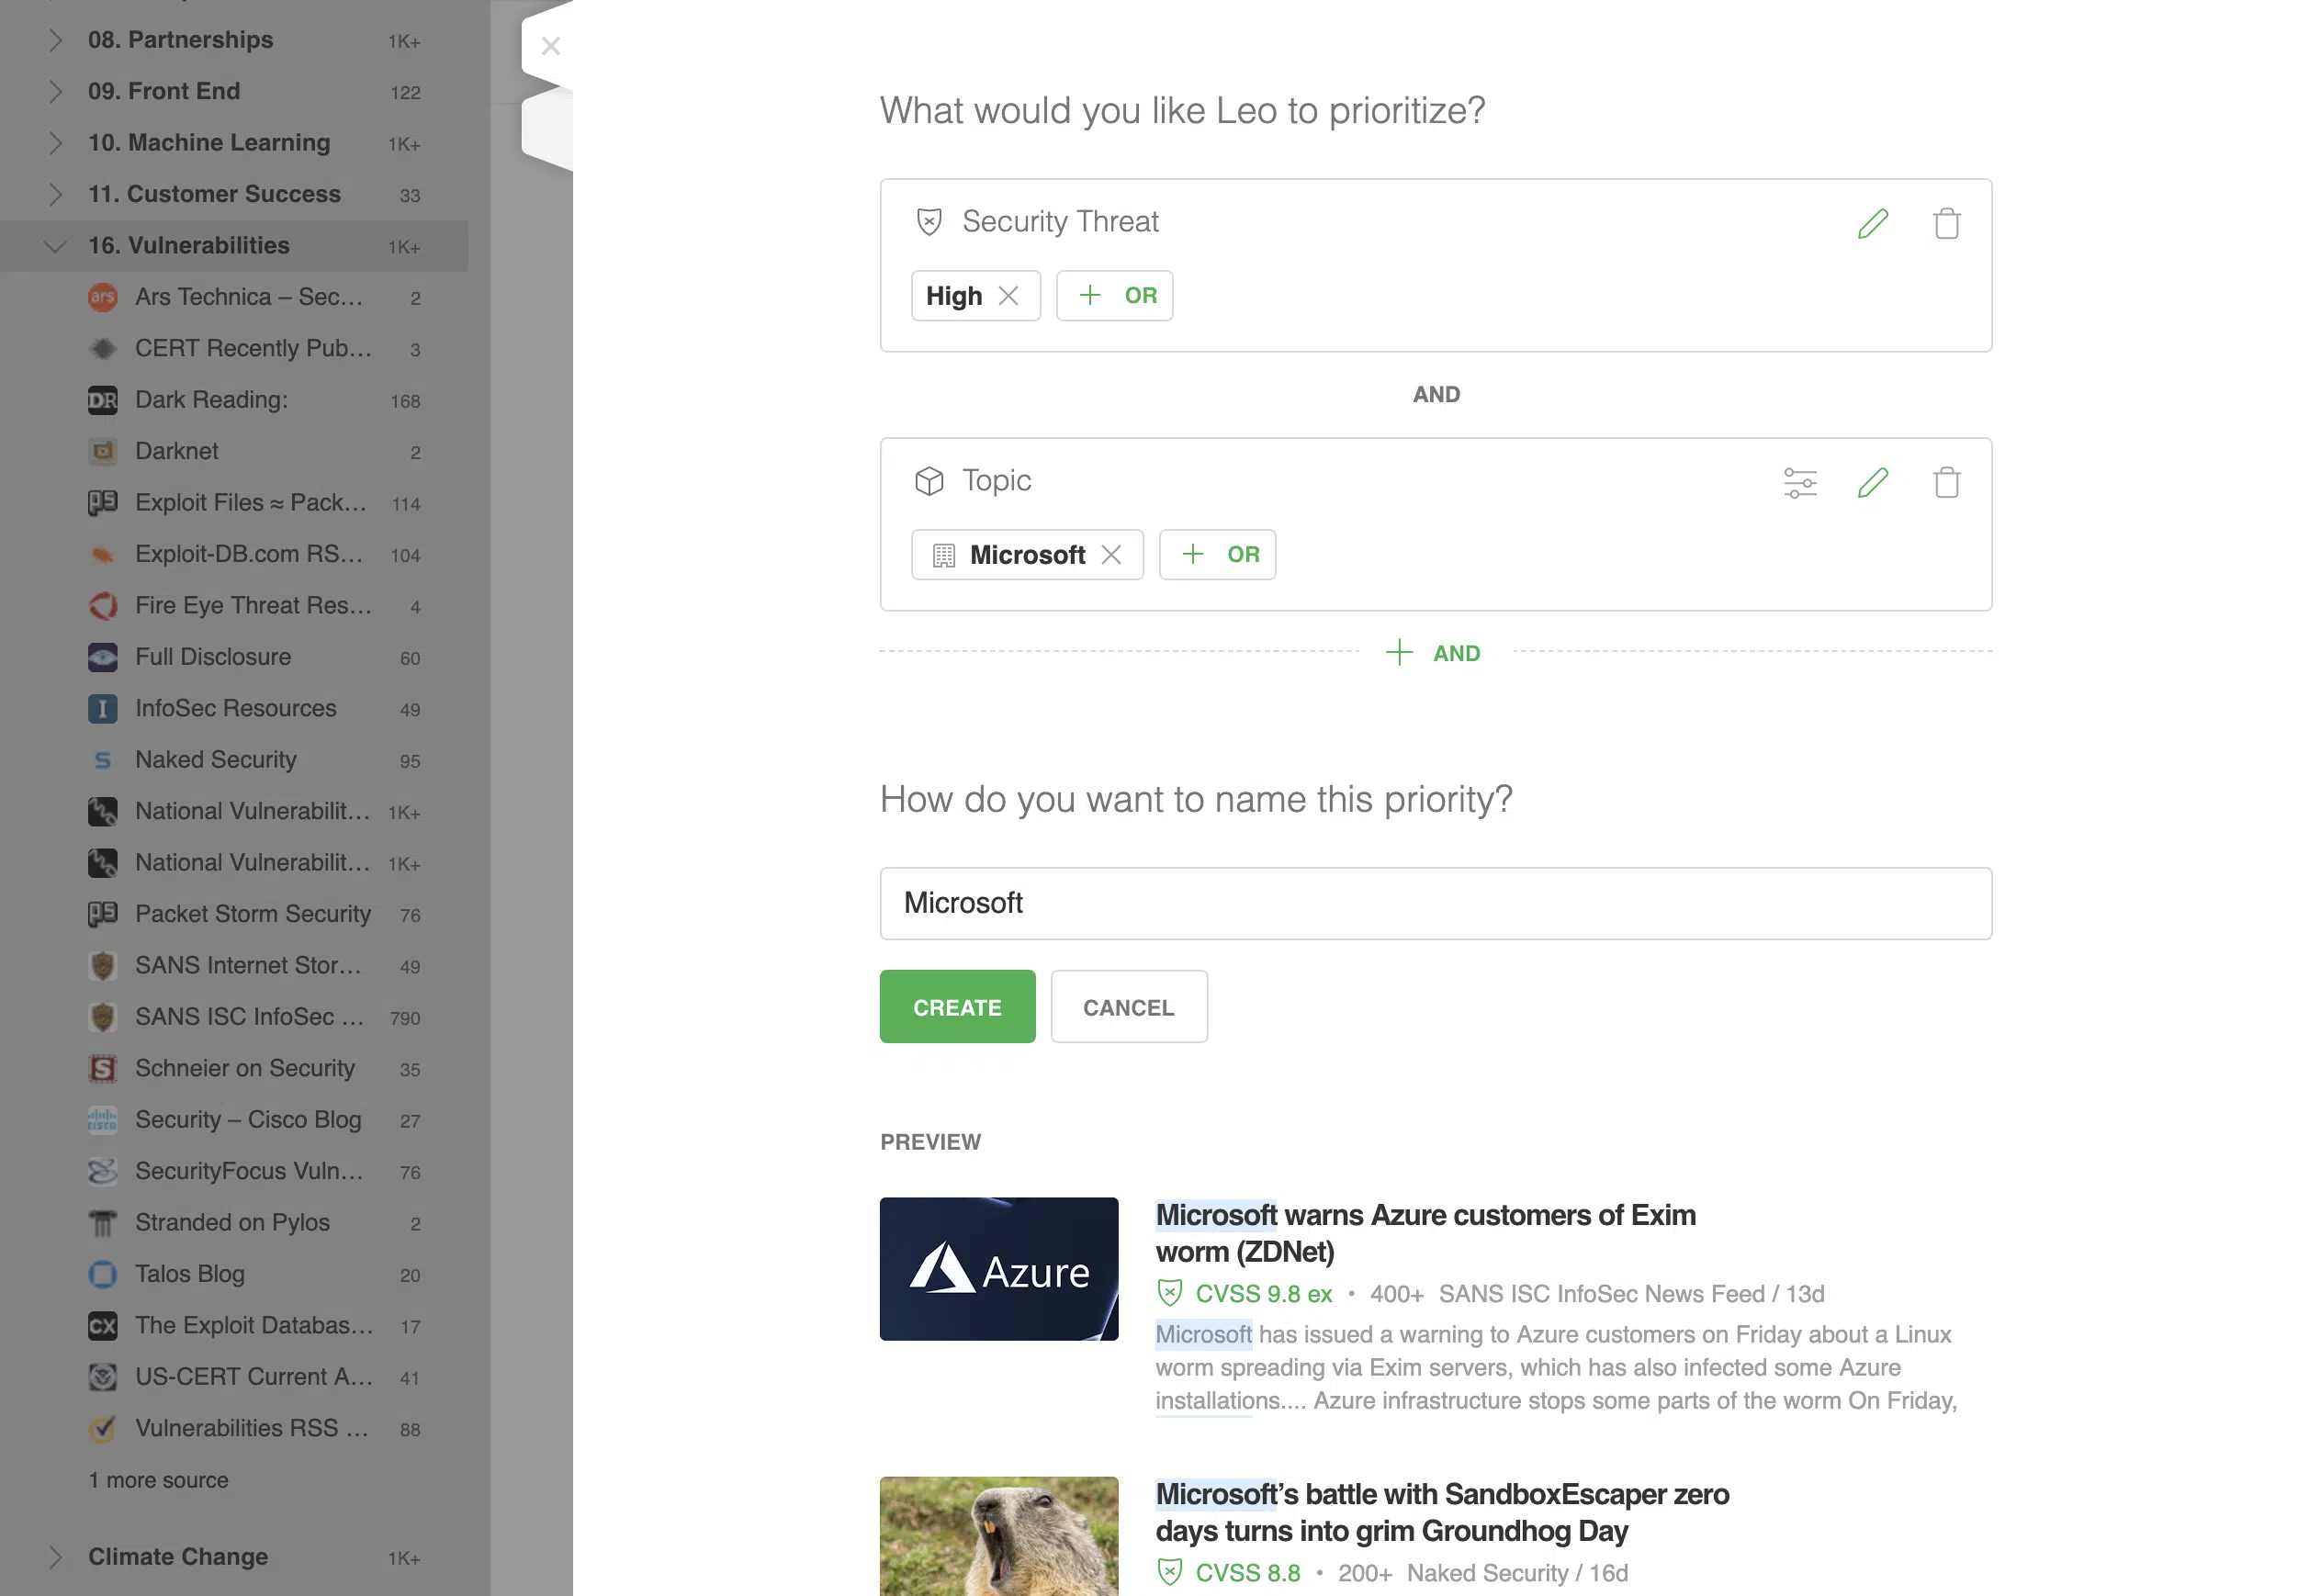 08. Partnerships 1K+
09. Front End 122
10. Machine Learning 1K+
11. Customer Success 33
16. Vulnerabilities 1K+
ars Ars Technica – Sec... 2
CERT Recently Pub... 3
DR Dark Reading: 168
Darknet 2
Exploit Files ≈ Pack... 114
Exploit-DB.com RS... 104
Fire Eye Threat Res... 4
Full Disclosure 60
I InfoSec Resources 49
S Naked Security 95
National Vulnerabilit... 1K+
National Vulnerabilit... 1K+
Packet Storm Security 76
SANS Internet Stor... 49
SANS ISC InfoSec ... 790
S Schneier on Security 35
CISCO Security – Cisco Blog 27
SecurityFocus Vuln... 76
Stranded on Pylos 2
Talos Blog 20
CX The Exploit Databas... 17
US-CERT Current A... 41
Vulnerabilities RSS ... 88
1 more source
Climate Change 1K+
What would you like Leo to prioritize?
Security Threat
High + OR
AND
Topic
Microsoft + OR
+ AND
How do you want to name this priority?
Microsoft
CREATE CANCEL
PREVIEW
Azure
Microsoft warns Azure customers of Exim
worm (ZDNet)
CVSS 9.8 ex • 400+ SANS ISC InfoSec News Feed / 13d
Microsoft has issued a warning to Azure customers on Friday about a Linux
worm spreading via Exim servers, which has also infected some Azure
installations.... Azure infrastructure stops some parts of the worm On Friday,
Microsoft’s battle with SandboxEscaper zero
days turns into grim Groundhog Day
CVSS 8.8 • 200+ Naked Security / 16d